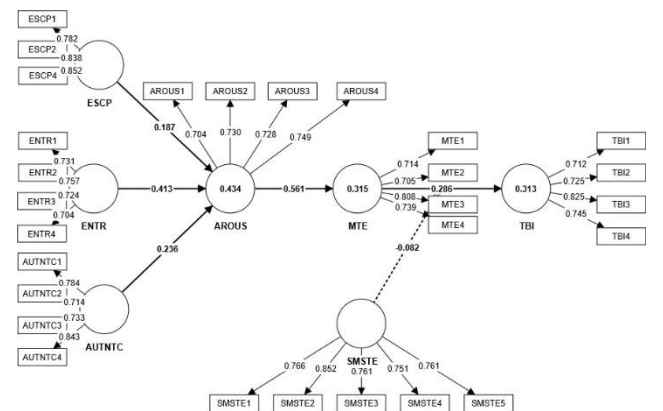 ESCP1
ESCP2
ESCP4
0.782
0.838
0.852
ESCP
AROUS1
AROUS2
AROUS3
AROUS4
0.704
0.730
0.728
0.749
0.187
ENTR1
ENTR2
ENTR3
ENTR4
0.731
0.757
0.724
0.704
ENTR
0.413
0.434
AROUS
0.561
0.315
MTE
MTE1
MTE2
MTE3
MTE4
0.714
0.705
0.808
0.739
0.286
0.313
TBI
TBI1
TBI2
TBI3
TBI4
0.712
0.725
0.825
0.745
0.236
AUTNTC1
AUTNTC2
AUTNTC3
AUTNTC4
0.784
0.714
0.733
0.843
AUTNTC
-0.082
SMSTE
0.766
0.852
0.761
0.751
0.761
SMSTE1
SMSTE2
SMSTE3
SMSTE4
SMSTE5